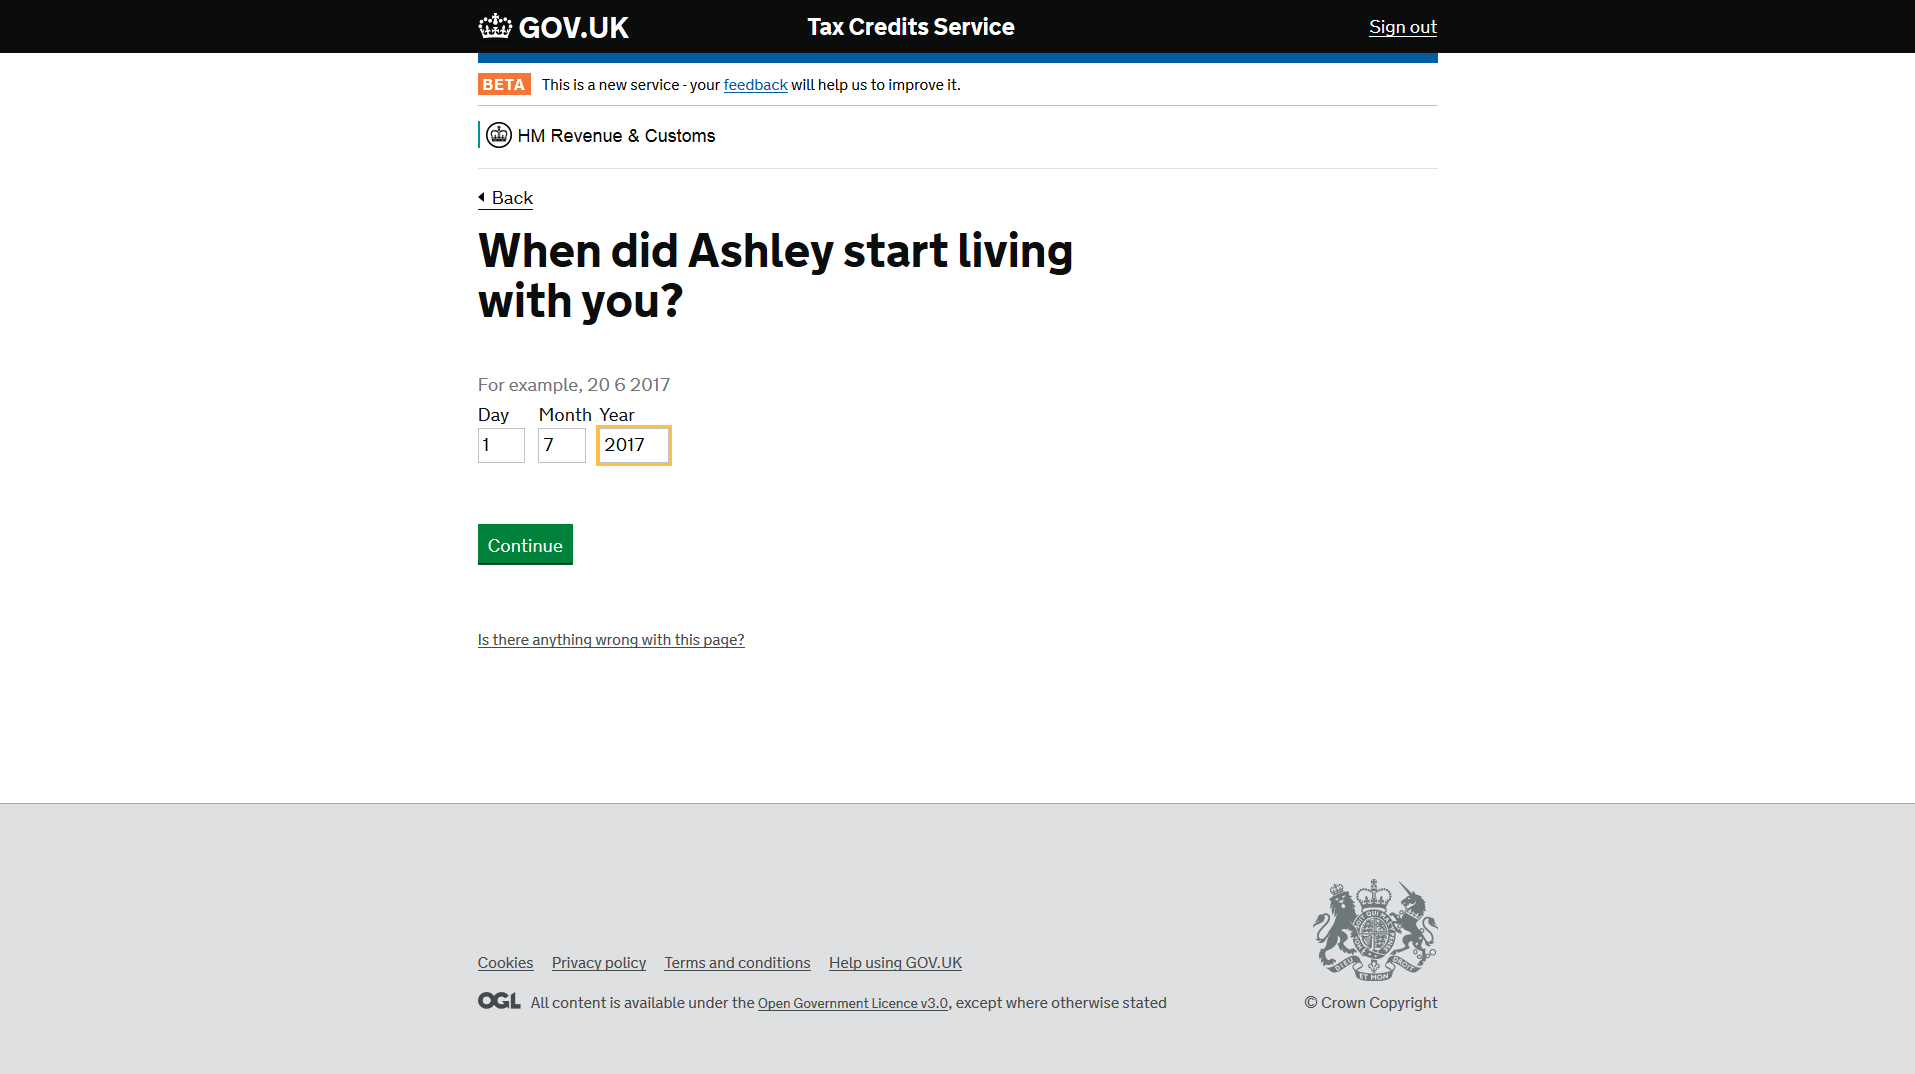 GOV.UK Tax Credits Service Sign out
BETA This is a new service - your feedback will help us to improve it.
HM Revenue & Customs
Back
When did Ashley start living
with you?
For example, 20 6 2017
Day Month Year
1 7 2017
Continue
Is there anything wrong with this page?
Cookies Privacy policy Terms and conditions Help using GOV.UK
OGL All content is available under the Open Government Licence v3.0, except where otherwise stated
© Crown Copyright